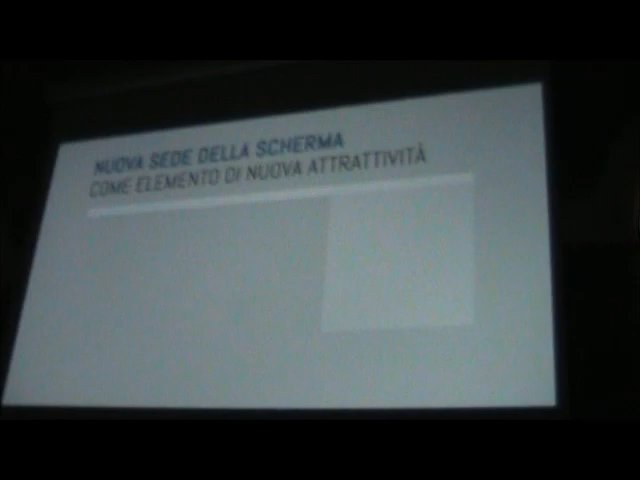 NUOVA SEDE DELLA SCHERMA
COME ELEMENTO DI NUOVA ATTRATTIVITÀ